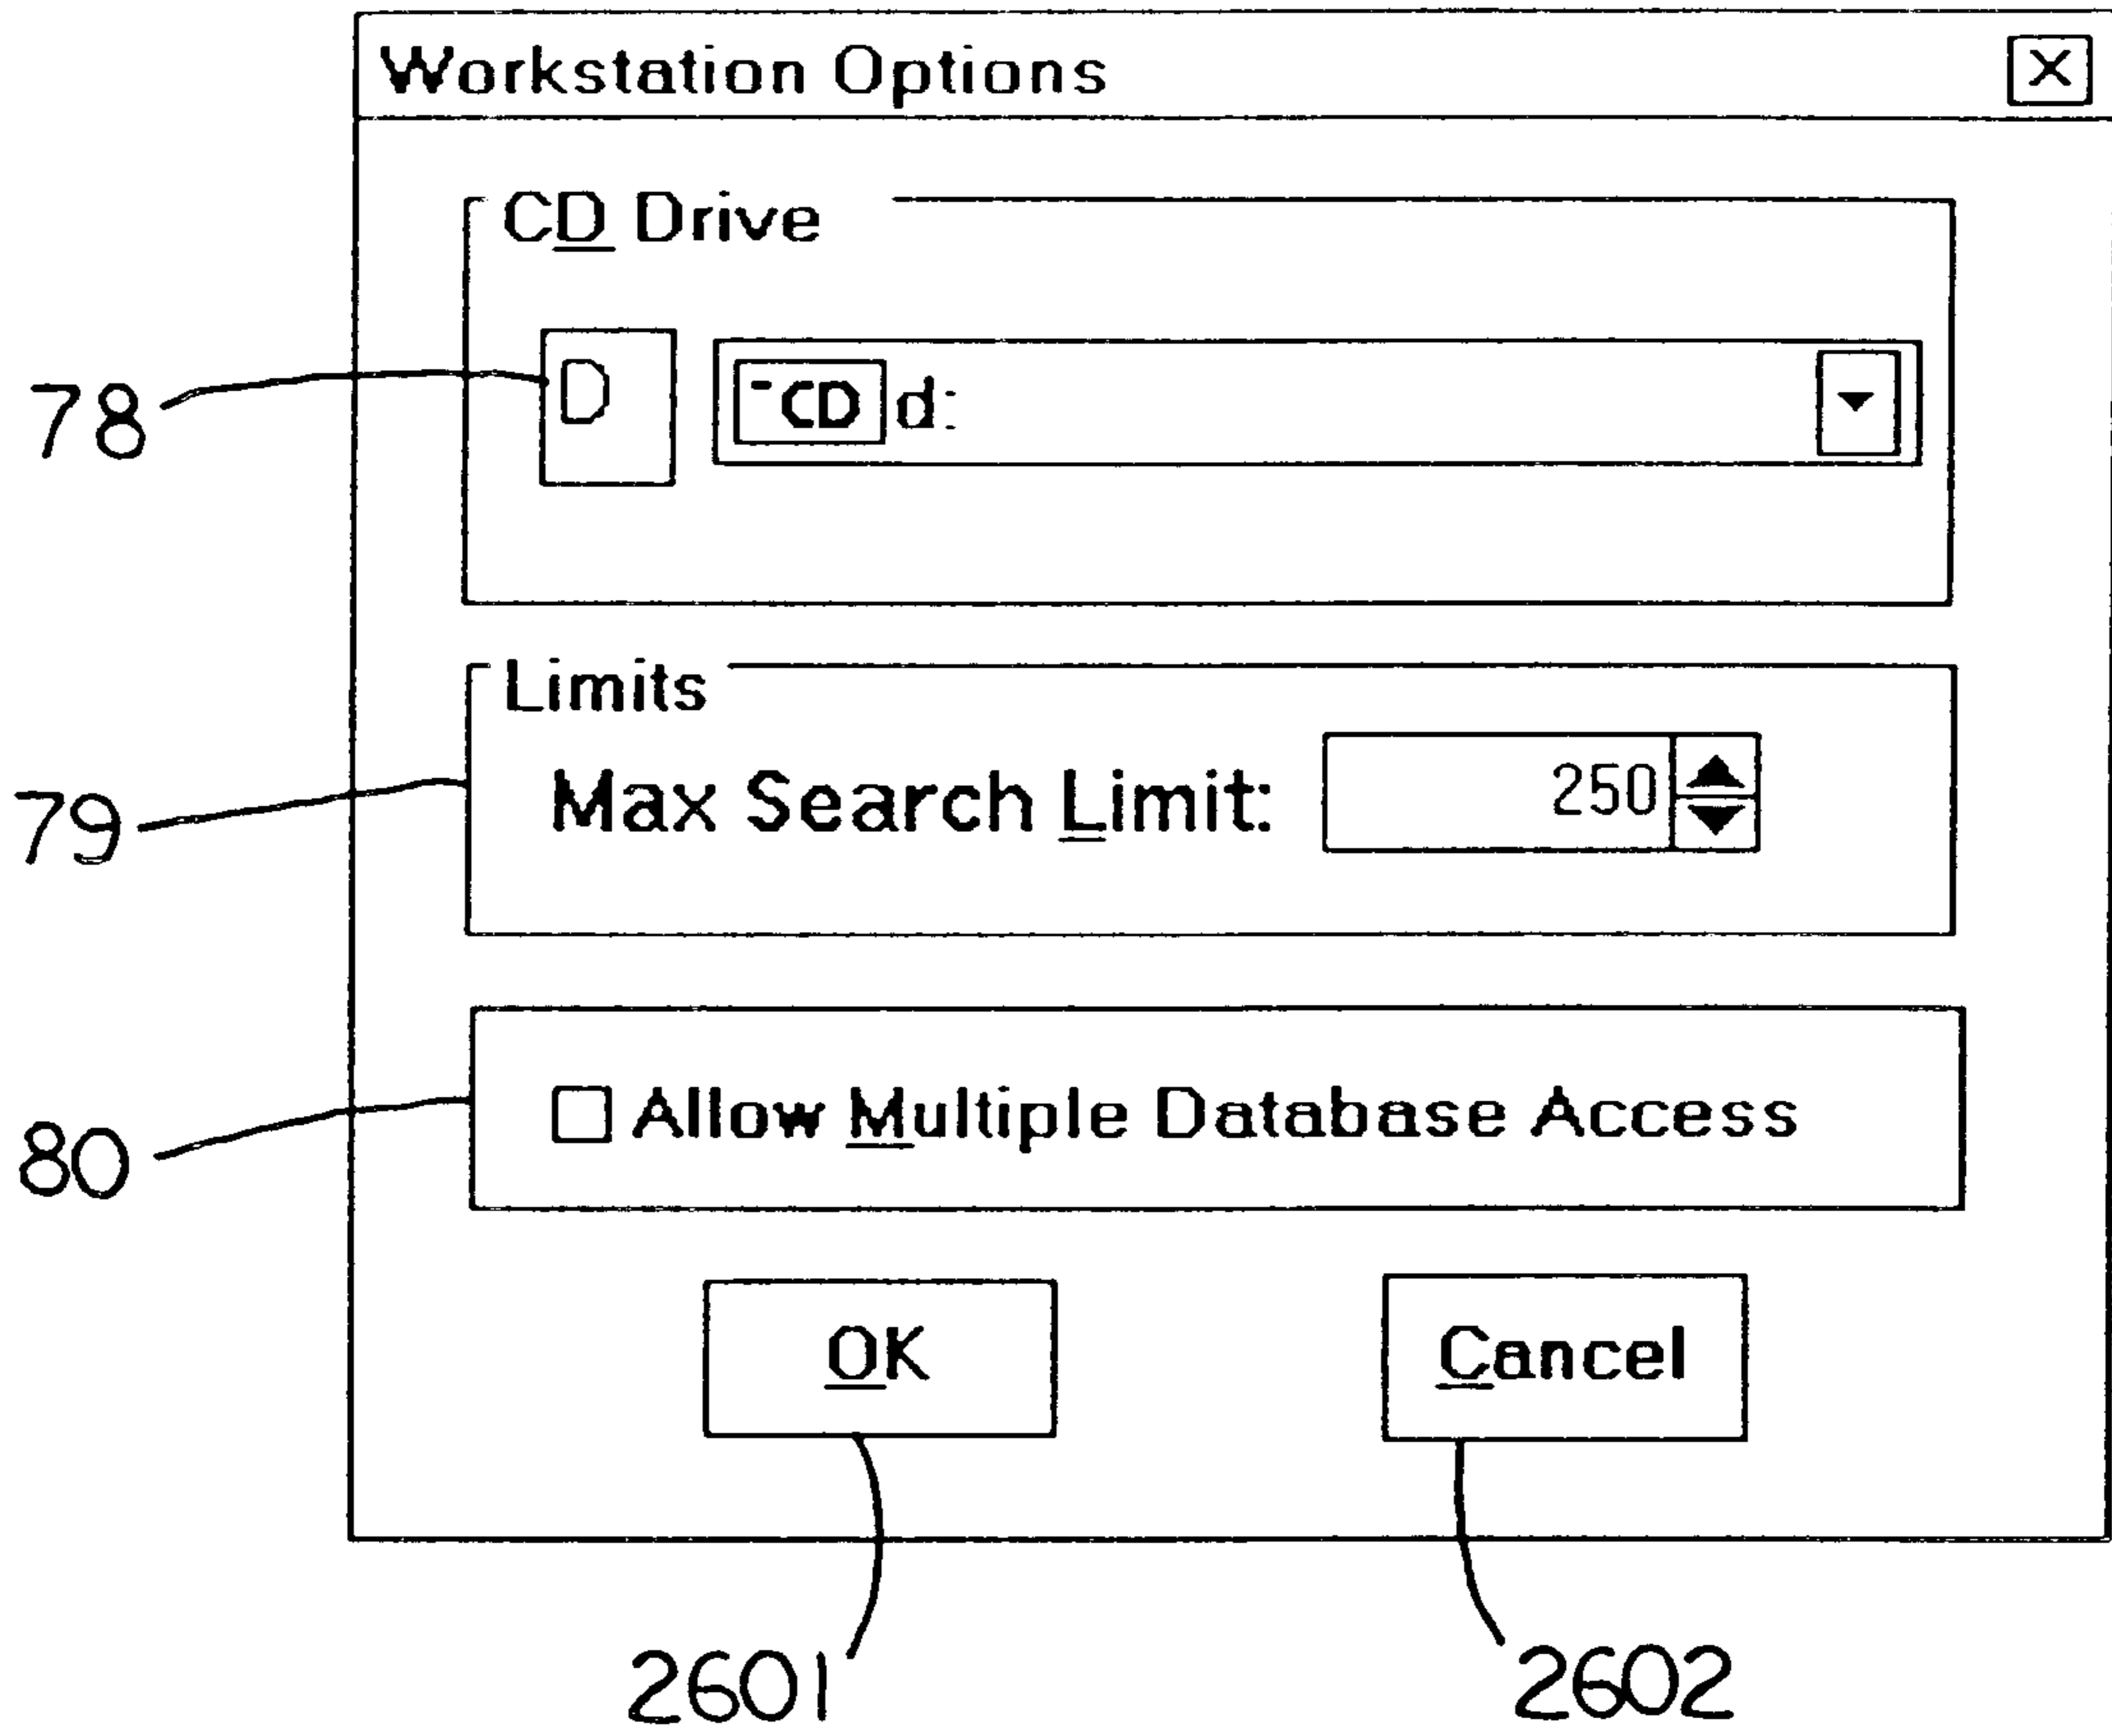 Workstation Options X
CD Drive
78 D CD d:
Limits
79 Max Search Limit: 250
80 Allow Multiple Database Access
OK Cancel
2601 2602